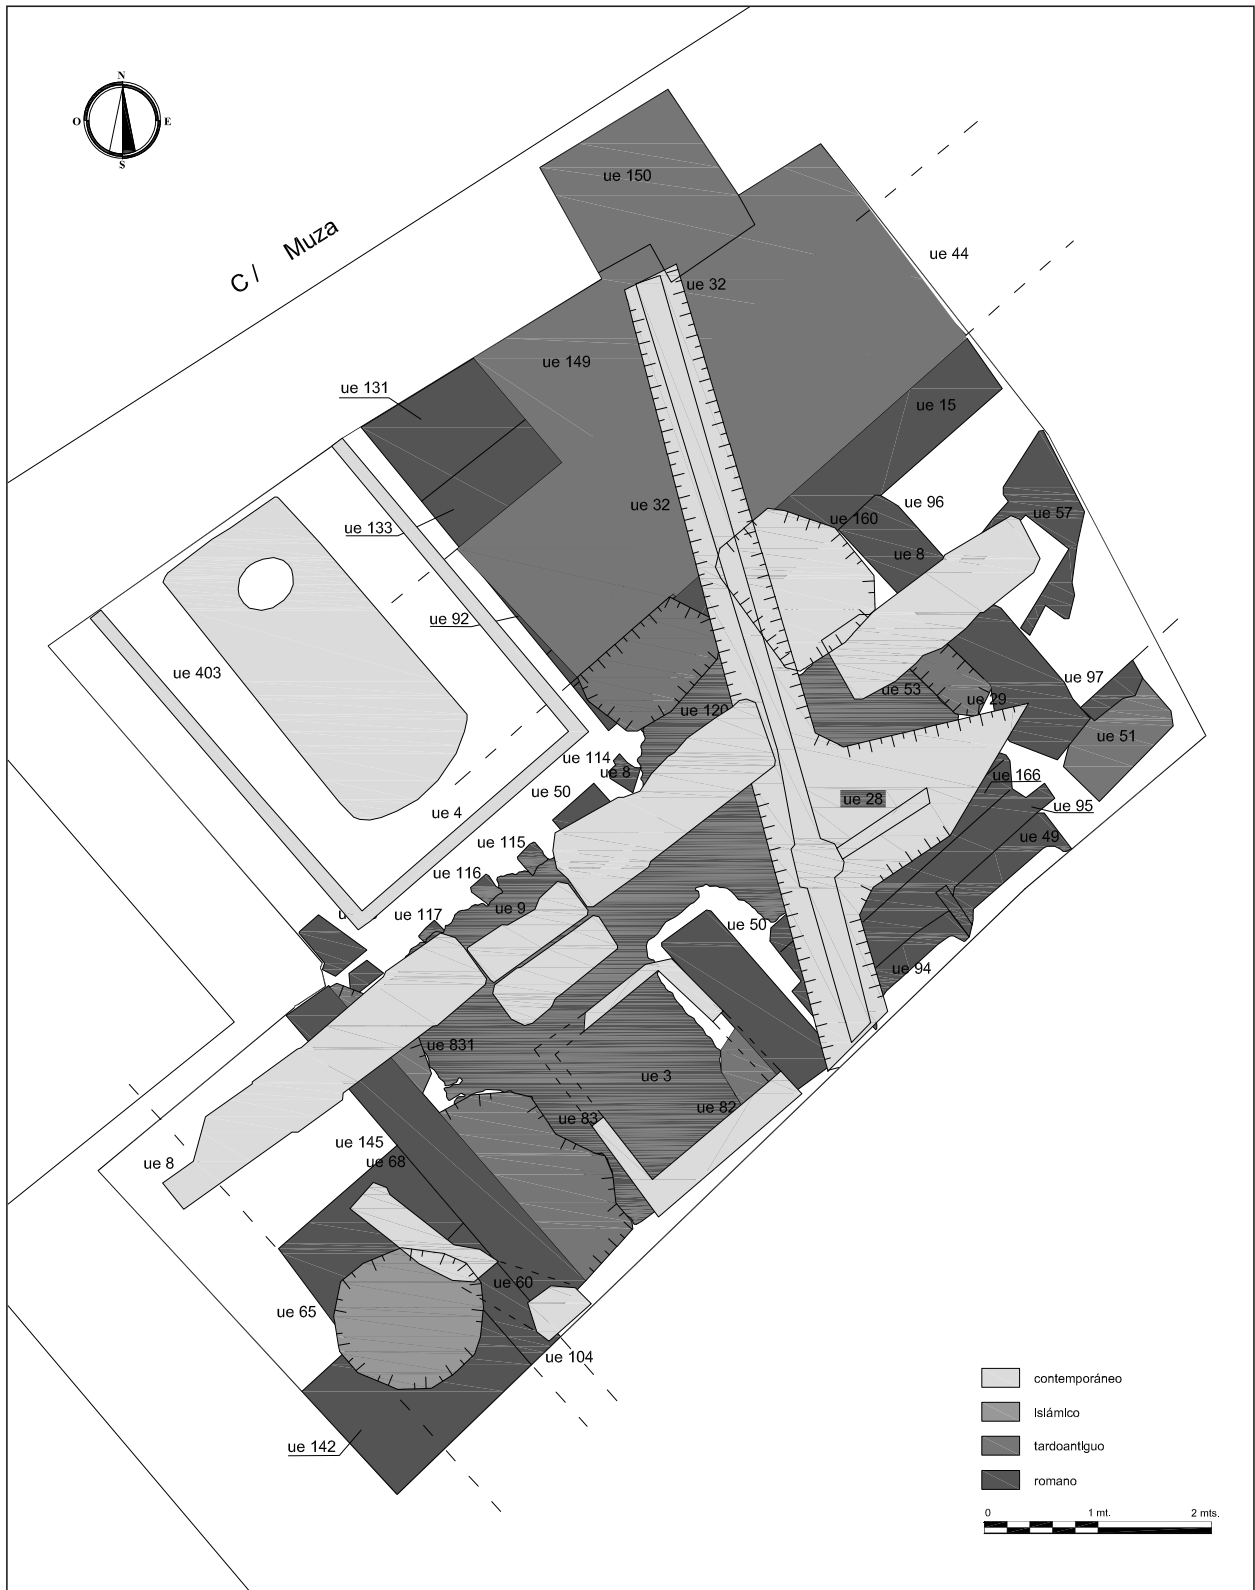 N
O
E
S
C / Muza
ue 150
ue 44
ue 32
ue 149
ue 131
ue 15
ue 32
ue 96
ue 57
ue 133
ue 160
ue 8
ue 92
ue 403
ue 97
ue 53
ue 29
ue 120
ue 51
ue 114
ue 8
ue 166
ue 50
ue 28
ue 95
ue 4
ue 49
ue 115
ue 116
ue 9
ue 117
ue 50
ue 94
ue 831
ue 3
ue 82
ue 83
ue 145
ue 8
ue 68
ue 60
ue 65
ue 104
ue 142
contemporáneo
Islámico
tardoantiguo
romano
0 1 mt. 2 mts.